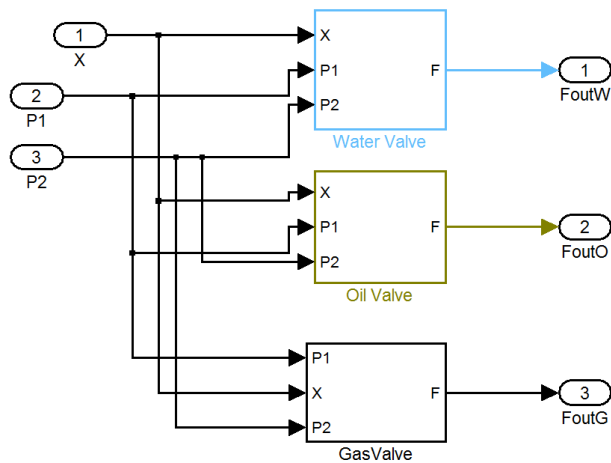 1
X
2
P1
3
P2
X
P1
P2
F
Water Valve
1
FoutW
X
P1
P2
F
Oil Valve
2
FoutO
P1
X
P2
F
GasValve
3
FoutG